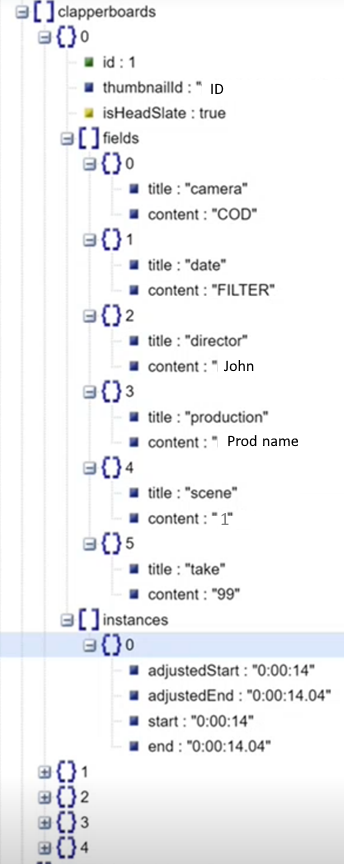 [ ] clapperboards
{ } 0
id : 1
thumbnailId : " ID
isHeadSlate : true
[ ] fields
{ } 0
title : "camera"
content : "COD"
{ } 1
title : "date"
content : "FILTER"
{ } 2
title : "director"
content : " John
{ } 3
title : "production"
content : " Prod name
{ } 4
title : "scene"
content : " 1"
{ } 5
title : "take"
content : "99"
[ ] instances
{ } 0
adjustedStart : "0:00:14"
adjustedEnd : "0:00:14.04"
start : "0:00:14"
end : "0:00:14.04"
{ } 1
{ } 2
{ } 3
{ } 4